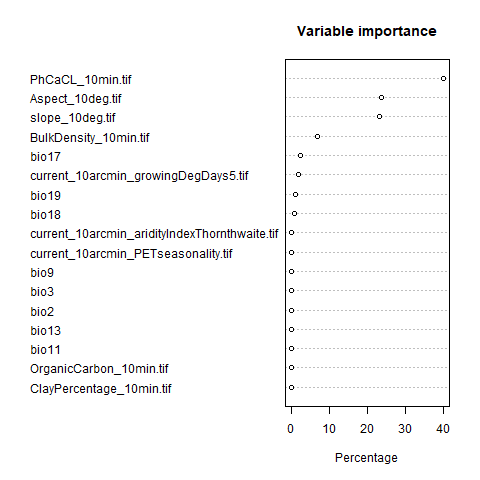 Variable importance
PhCaCL_10min.tif
Aspect_10deg.tif
slope_10deg.tif
BulkDensity_10min.tif
bio17
current_10arcmin_growingDegDays5.tif
bio19
bio18
current_10arcmin_aridityIndexThornthwaite.tif
current_10arcmin_PETseasonality.tif
bio9
bio3
bio2
bio13
bio11
OrganicCarbon_10min.tif
ClayPercentage_10min.tif
0 10 20 30 40
Percentage